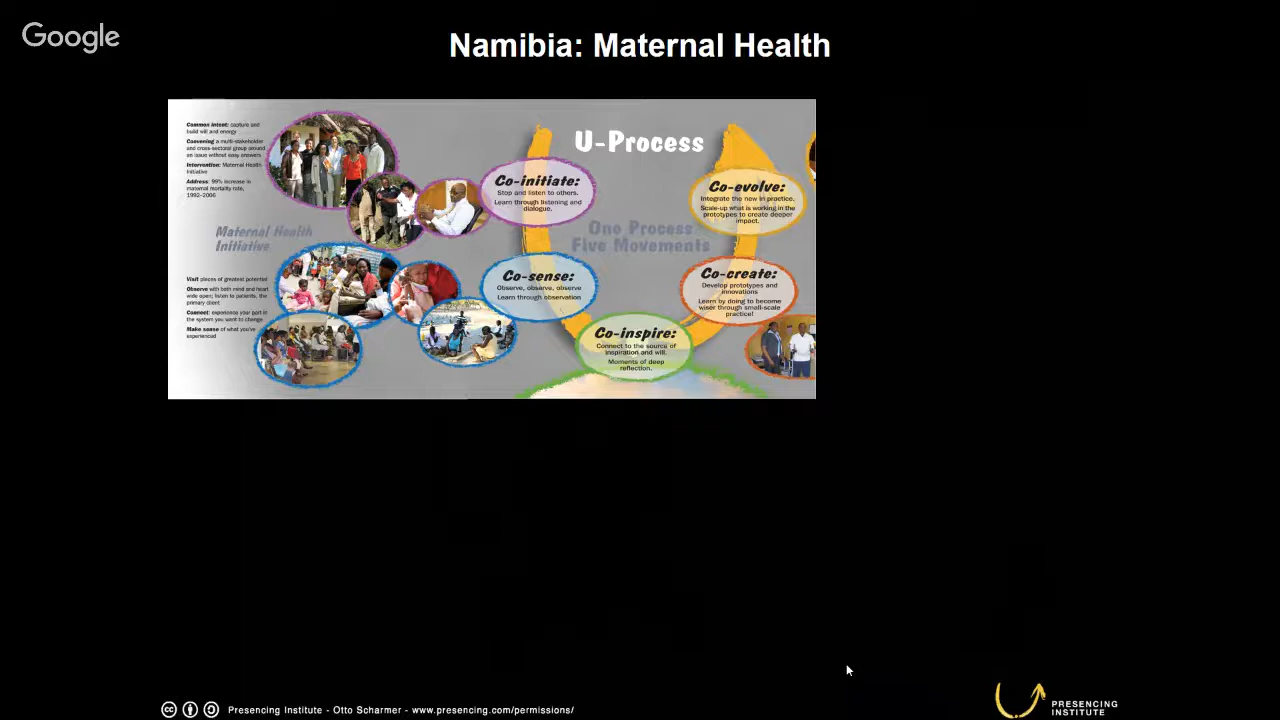 Google
Namibia: Maternal Health
Common intent: capture and
build will and energy
Convening a multi-stakeholder
and cross-sectoral group around
an issue without easy answers
Intervention: Maternal Health
Initiative
Address: 99% increase in
maternal mortality rate,
1992–2006
Maternal Health
Initiative
Visit places of greatest potential
Observe with both mind and heart
wide open; listen to patients, the
primary client
Connect: experience your part in
the system you want to change
Make sense of what you've
experienced
U-Process
One Process
Five Movements
Co-initiate:
Stop and listen to others.
Learn through listening and
dialogue.
Co-sense:
Observe, observe, observe
Learn through observation
Co-inspire:
Connect to the source of
inspiration and will.
Moments of deep
reflection.
Co-create:
Develop prototypes and
innovations
Learn by doing to become
wiser through small-scale
practice!
Co-evolve:
Integrate the new in practice.
Scale-up what is working in the
prototypes to create deeper
impact.
cc
Presencing Institute - Otto Scharmer - www.presencing.com/permissions/
PRESENCING
INSTITUTE